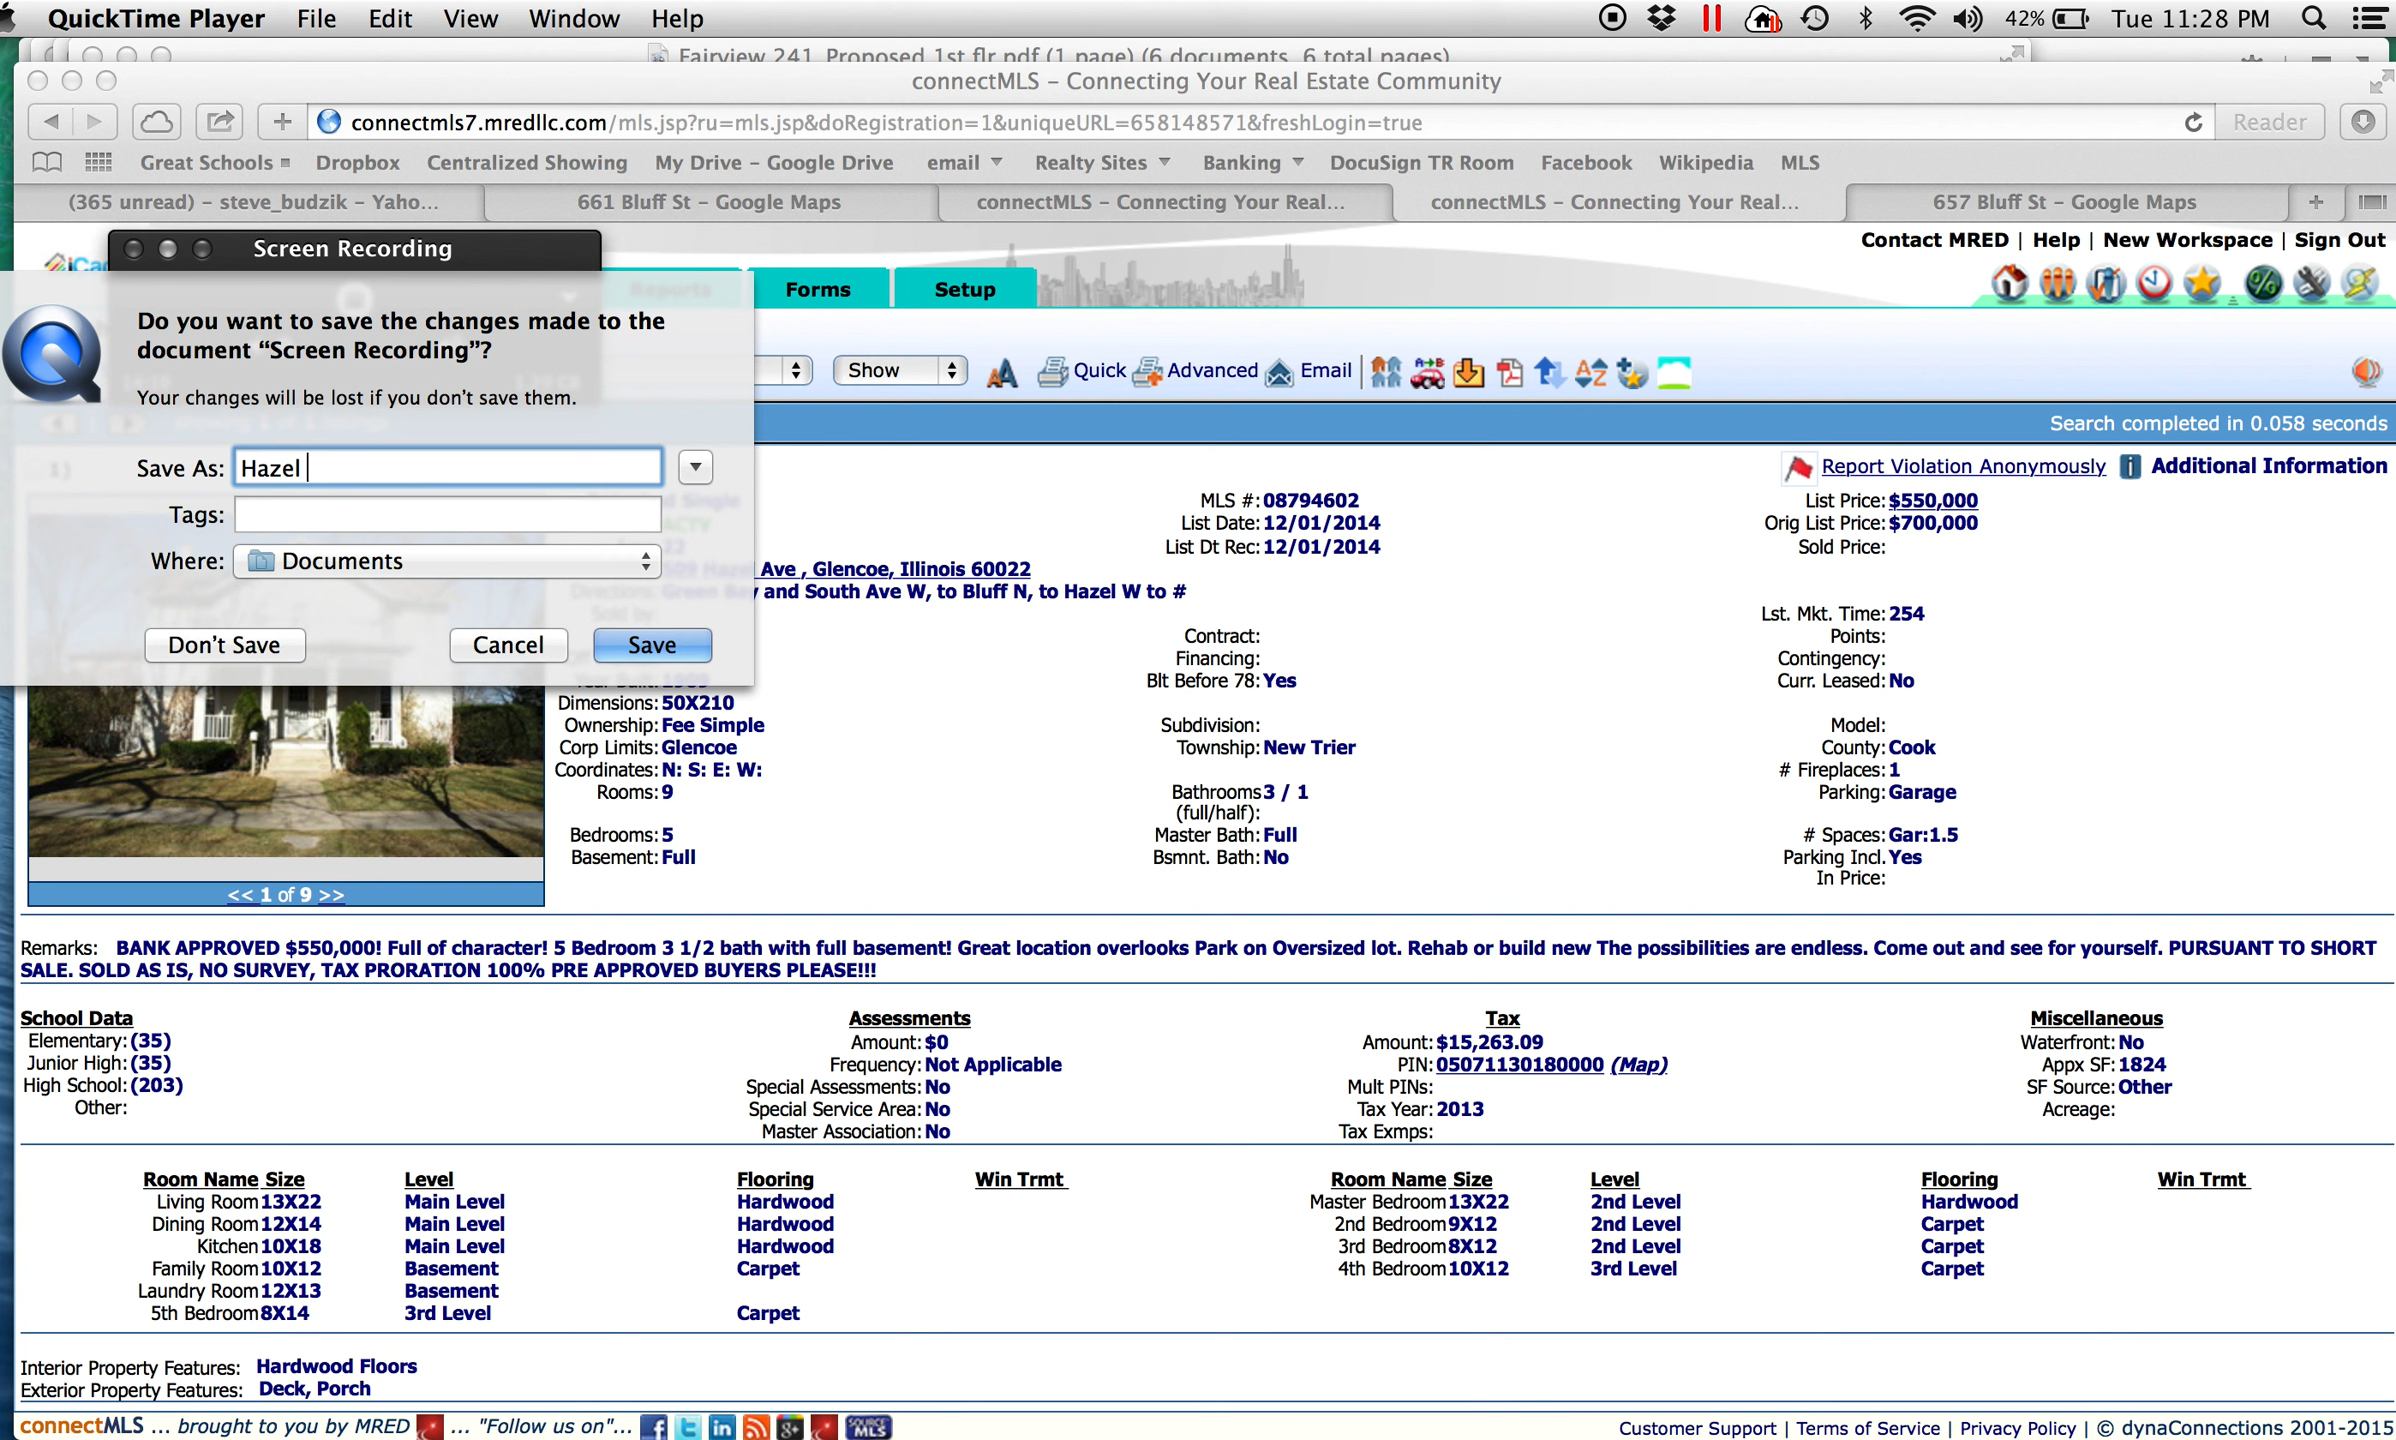 QuickTime Player File Edit View Window Help 42% Tue 11:28 PM
Fairview 241 Proposed 1st flr.pdf (1 page) (6 documents, 6 total pages)
connectMLS – Connecting Your Real Estate Community
connectmls7.mredllc.com/mls.jsp?ru=mls.jsp&doRegistration=1&uniqueURL=658148571&freshLogin=true Reader
Great Schools Dropbox Centralized Showing My Drive – Google Drive email Realty Sites Banking DocuSign TR Room Facebook Wikipedia MLS
(365 unread) – steve_budzik – Yaho... 661 Bluff St – Google Maps connectMLS – Connecting Your Real... connectMLS – Connecting Your Real... 657 Bluff St – Google Maps
Contact MRED | Help | New Workspace | Sign Out
Screen Recording
Reports Forms Setup
Do you want to save the changes made to the
document “Screen Recording”?
Your changes will be lost if you don’t save them.
Show Quick Advanced Email
Search completed in 0.058 seconds
Save As: Hazel
Tags:
Where: Documents
Don’t Save Cancel Save
Report Violation Anonymously Additional Information
MLS #: 08794602 List Price: $550,000
List Date: 12/01/2014 Orig List Price: $700,000
List Dt Rec: 12/01/2014 Sold Price:
Ave , Glencoe, Illinois 60022
Directions: Green Bay and South Ave W, to Bluff N, to Hazel W to #
Lst. Mkt. Time: 254
Contract: Points:
Financing: Contingency:
Blt Before 78: Yes Curr. Leased: No
Dimensions: 50X210
Ownership: Fee Simple Subdivision: Model:
Corp Limits: Glencoe Township: New Trier County: Cook
Coordinates: N: S: E: W: # Fireplaces: 1
Rooms: 9 Bathrooms 3 / 1 Parking: Garage
(full/half):
Bedrooms: 5 Master Bath: Full # Spaces: Gar:1.5
Basement: Full Bsmnt. Bath: No Parking Incl. Yes
In Price:
<< 1 of 9 >>
Remarks: BANK APPROVED $550,000! Full of character! 5 Bedroom 3 1/2 bath with full basement! Great location overlooks Park on Oversized lot. Rehab or build new The possibilities are endless. Come out and see for yourself. PURSUANT TO SHORT
SALE. SOLD AS IS, NO SURVEY, TAX PRORATION 100% PRE APPROVED BUYERS PLEASE!!!
School Data Assessments Tax Miscellaneous
Elementary: (35) Amount: $0 Amount: $15,263.09 Waterfront: No
Junior High: (35) Frequency: Not Applicable PIN: 05071130180000 (Map) Appx SF: 1824
High School: (203) Special Assessments: No Mult PINs: SF Source: Other
Other: Special Service Area: No Tax Year: 2013 Acreage:
Master Association: No Tax Exmps:
Room Name Size Level Flooring Win Trmt Room Name Size Level Flooring Win Trmt
Living Room 13X22 Main Level Hardwood Master Bedroom 13X22 2nd Level Hardwood
Dining Room 12X14 Main Level Hardwood 2nd Bedroom 9X12 2nd Level Carpet
Kitchen 10X18 Main Level Hardwood 3rd Bedroom 8X12 2nd Level Carpet
Family Room 10X12 Basement Carpet 4th Bedroom 10X12 3rd Level Carpet
Laundry Room 12X13 Basement
5th Bedroom 8X14 3rd Level Carpet
Interior Property Features: Hardwood Floors
Exterior Property Features: Deck, Porch
connectMLS ... brought to you by MRED ... "Follow us on"... SOURCE MLS Customer Support | Terms of Service | Privacy Policy | © dynaConnections 2001-2015